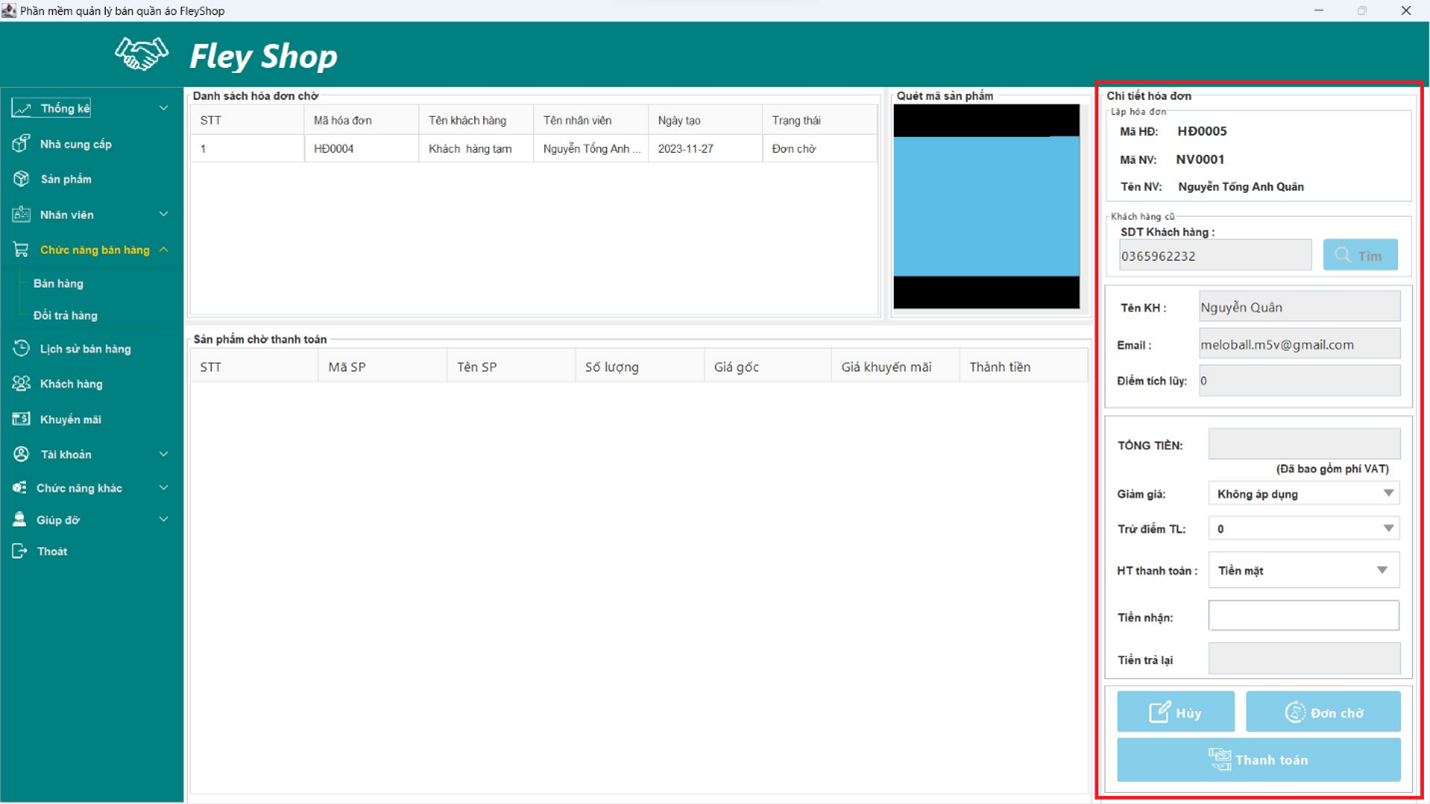 Phần mềm quản lý bán quần áo FleyShop
Fley Shop
Thống kê
Nhà cung cấp
Sản phẩm
Nhân viên
Chức năng bán hàng
Bán hàng
Đổi trả hàng
Lịch sử bán hàng
Khách hàng
Khuyến mãi
Tài khoản
Chức năng khác
Giúp đỡ
Thoát
Danh sách hóa đơn chờ
STT Mã hóa đơn Tên khách hàng Tên nhân viên Ngày tạo Trạng thái
1 HĐ0004 Khách hàng tạm Nguyễn Tống Anh ... 2023-11-27 Đơn chờ
Quét mã sản phẩm
Sản phẩm chờ thanh toán
STT Mã SP Tên SP Số lượng Giá gốc Giá khuyến mãi Thành tiền
Chi tiết hóa đơn
Lập hóa đơn
Mã HĐ: HĐ0005
Mã NV: NV0001
Tên NV: Nguyễn Tống Anh Quân
Khách hàng cũ
SDT Khách hàng :
0365962232 Tìm
Tên KH : Nguyễn Quân
Email : meloball.m5v@gmail.com
Điểm tích lũy: 0
TỔNG TIỀN:
(Đã bao gồm phí VAT)
Giảm giá: Không áp dụng
Trừ điểm TL: 0
HT thanh toán : Tiền mặt
Tiền nhận:
Tiền trả lại
Hủy Đơn chờ
Thanh toán